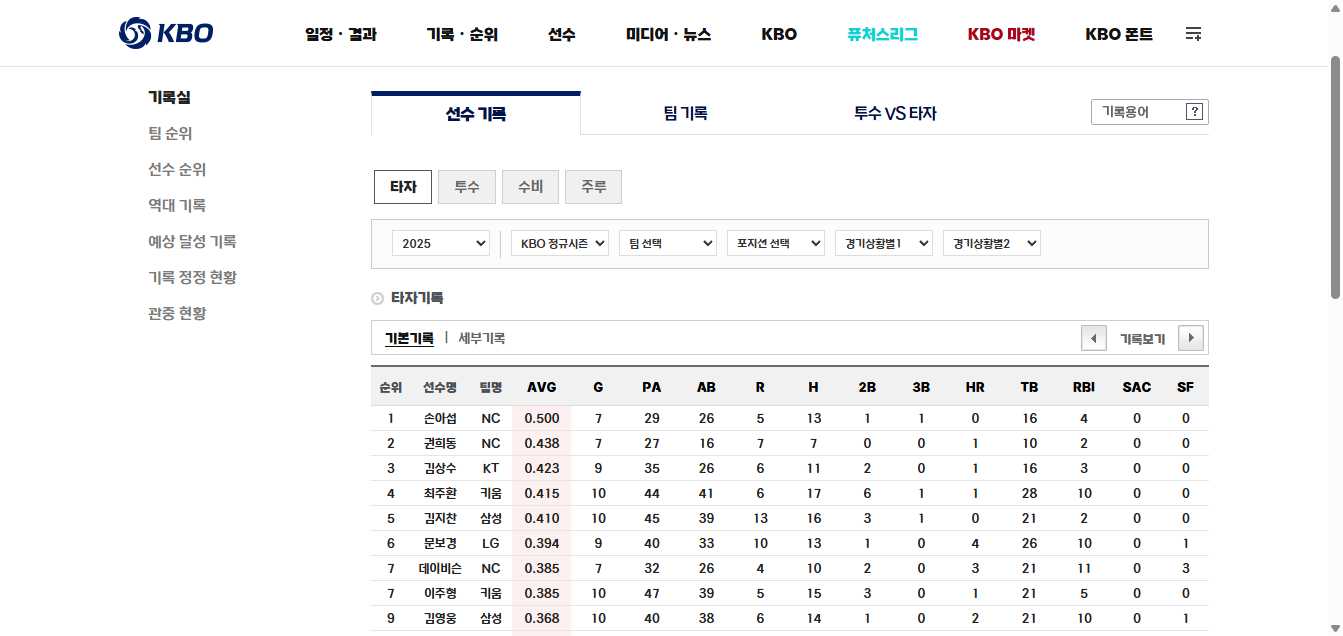 KBO
일정 · 결과 기록 · 순위 선수 미디어 · 뉴스 KBO 퓨처스리그 KBO 마켓 KBO 폰트
기록실
팀 순위
선수 순위
역대 기록
예상 달성 기록
기록 정정 현황
관중 현황
선수 기록 팀 기록 투수 VS 타자 기록용어 ?
타자 투수 수비 주루
2025 KBO 정규시즌 팀 선택 포지션 선택 경기상황별1 경기상황별2
타자기록
기본기록 | 세부기록 기록보기
순위 선수명 팀명 AVG G PA AB R H 2B 3B HR TB RBI SAC SF
1 손아섭 NC 0.500 7 29 26 5 13 1 1 0 16 4 0 0
2 권희동 NC 0.438 7 27 16 7 7 0 0 1 10 2 0 0
3 김상수 KT 0.423 9 35 26 6 11 2 0 1 16 3 0 0
4 최주환 키움 0.415 10 44 41 6 17 6 1 1 28 10 0 0
5 김지찬 삼성 0.410 10 45 39 13 16 3 1 0 21 2 0 0
6 문보경 LG 0.394 9 40 33 10 13 1 0 4 26 10 0 1
7 데이비슨 NC 0.385 7 32 26 4 10 2 0 3 21 11 0 3
7 이주형 키움 0.385 10 47 39 5 15 3 0 1 21 5 0 0
9 김영웅 삼성 0.368 10 40 38 6 14 1 0 2 21 10 0 1